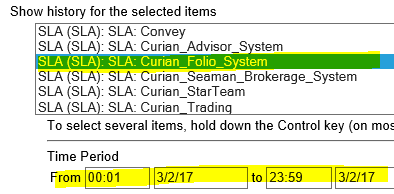 Show history for the selected items
SLA (SLA): SLA: Convey
SLA (SLA): SLA: Curian_Advisor_System
SLA (SLA): SLA: Curian_Folio_System
SLA (SLA): SLA: Curian_Seaman_Brokerage_System
SLA (SLA): SLA: Curian_StarTeam
SLA (SLA): SLA: Curian_Trading
To select several items, hold down the Control key (on mos
Time Period
From 00:01 3/2/17 to 23:59 3/2/17